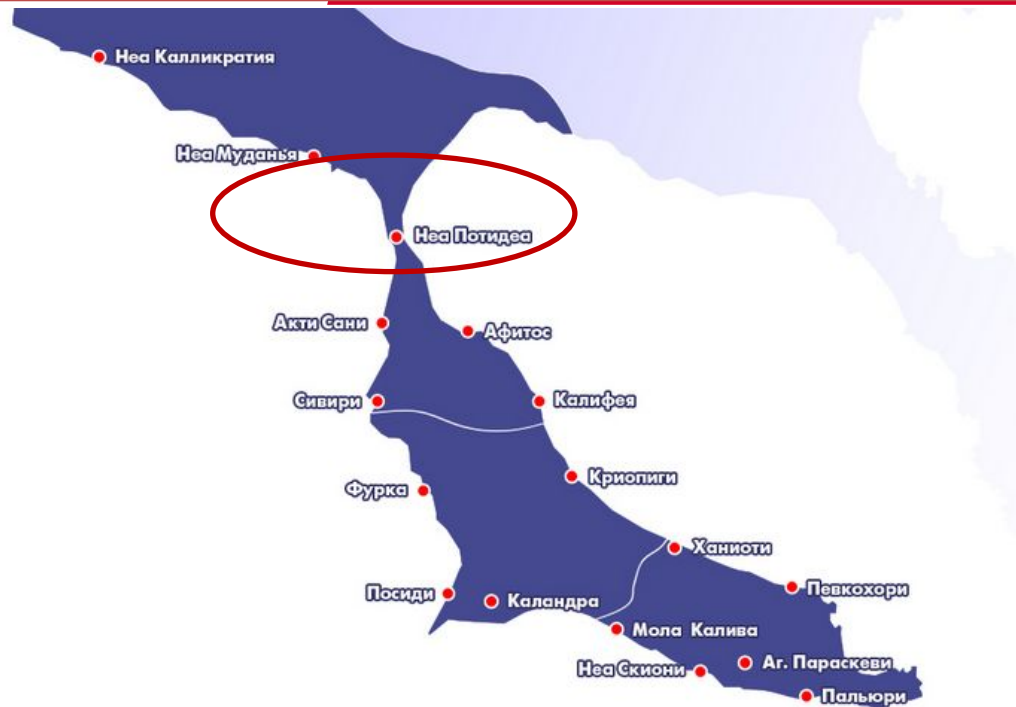 Неа Калликратия
Неа Муданья
Неа Потидеа
Акти Сани
Афитос
Сивири
Калифея
Криопиги
Фурка
Ханиоти
Певкохори
Посиди
Каландра
Мола Калива
Аг. Параскеви
Неа Скиони
Пальюри